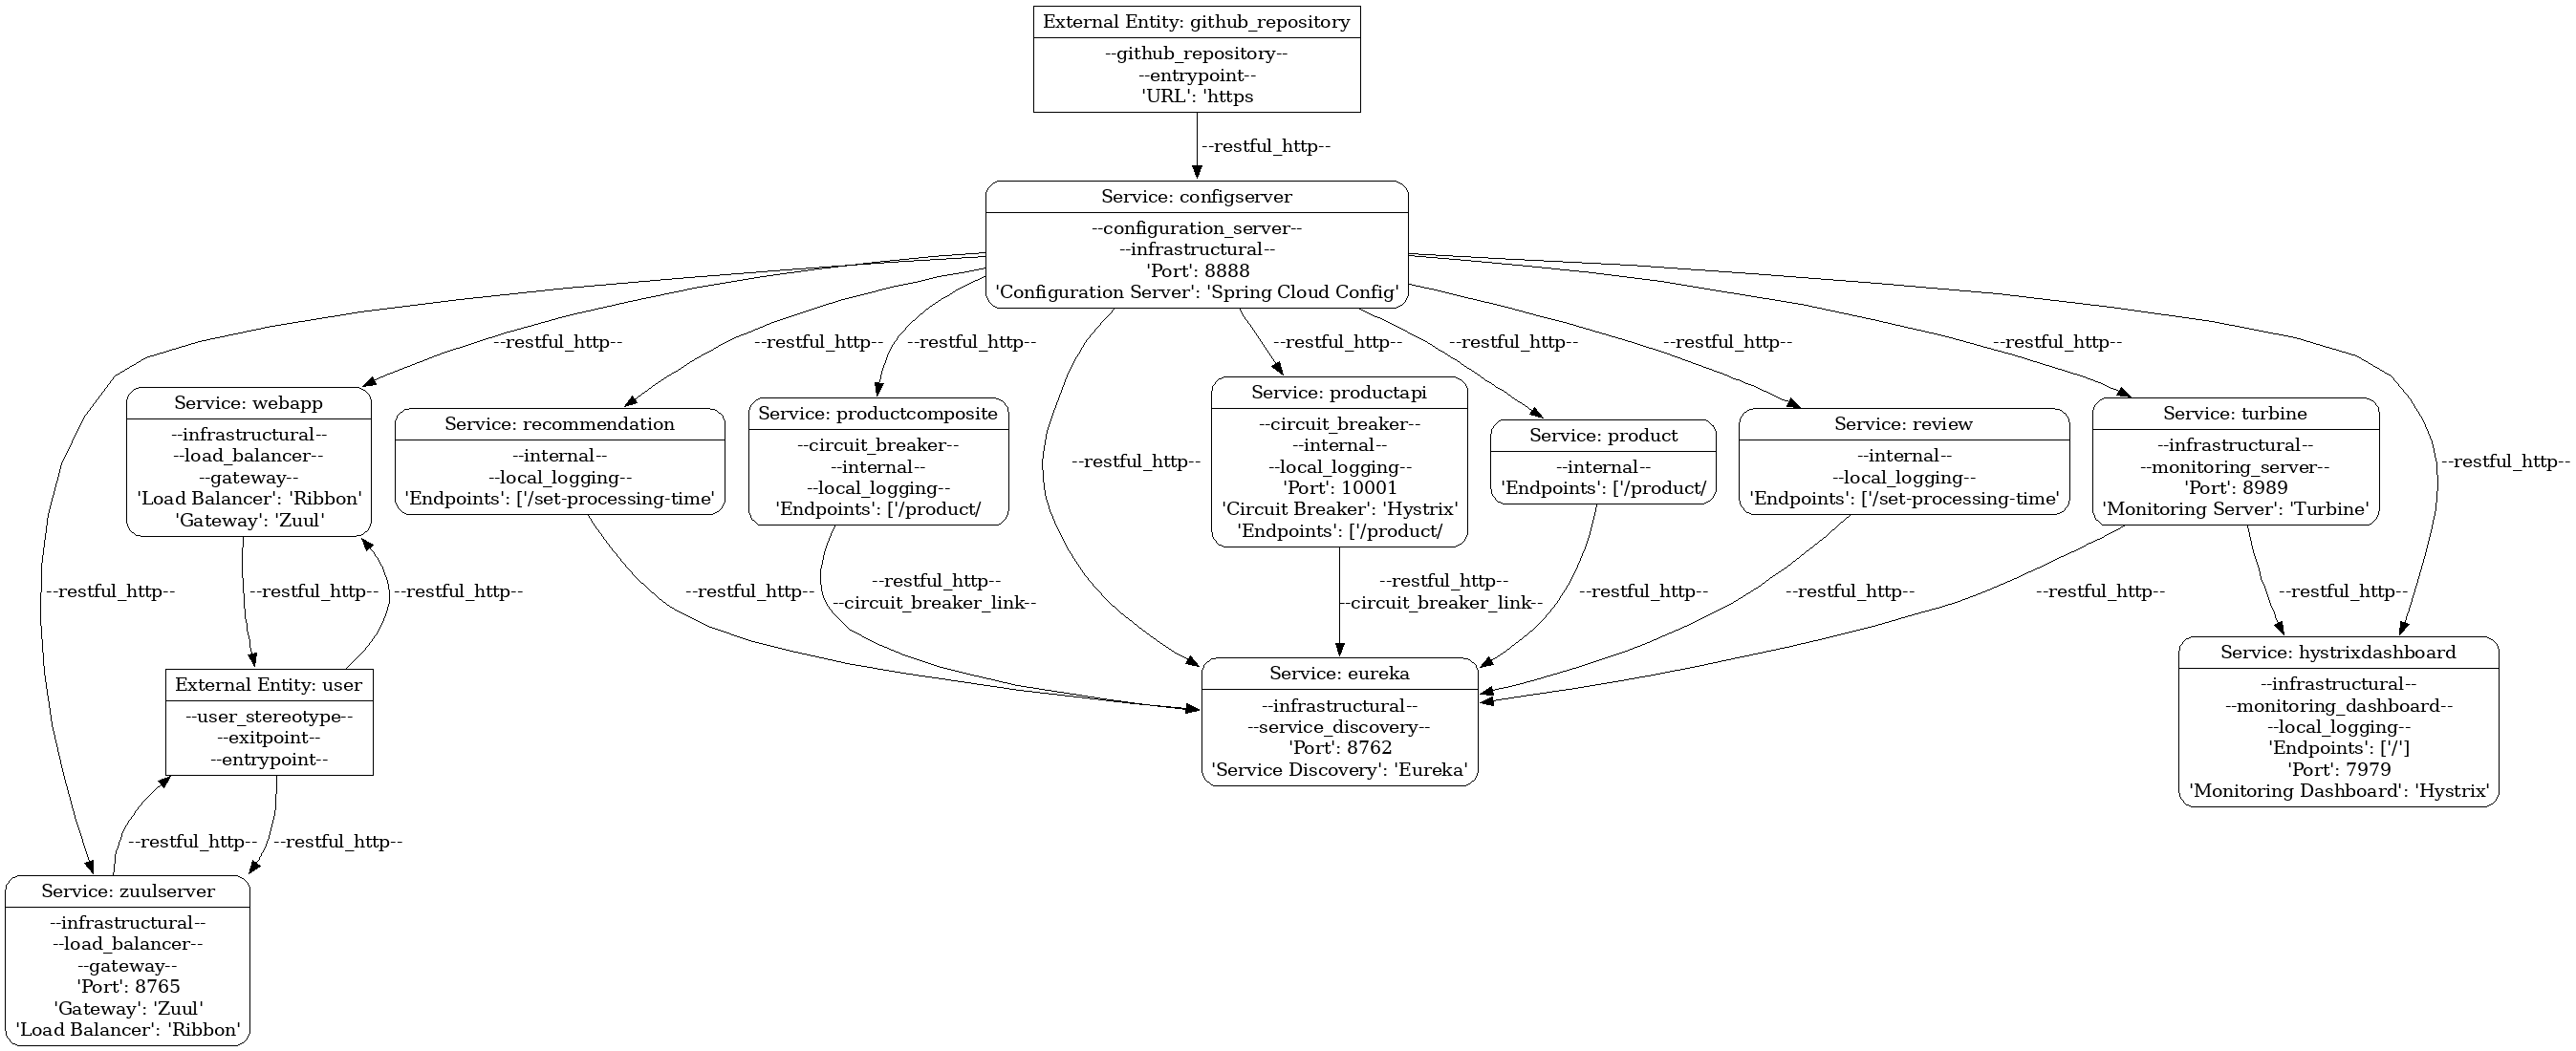 External Entity: github_repository
--github_repository--
--entrypoint--
'URL': 'https
--restful_http--
Service: configserver
--configuration_server--
--infrastructural--
'Port': 8888
'Configuration Server': 'Spring Cloud Config'
--restful_http--
--restful_http--
--restful_http--
--restful_http--
--restful_http--
--restful_http--
--restful_http--
Service: webapp
--infrastructural--
--load_balancer--
--gateway--
'Load Balancer': 'Ribbon'
'Gateway': 'Zuul'
Service: recommendation
--internal--
--local_logging--
'Endpoints': ['/set-processing-time'
Service: productcomposite
--circuit_breaker--
--internal--
--local_logging--
'Endpoints': ['/product/
--restful_http--
Service: productapi
--circuit_breaker--
--internal--
--local_logging--
'Port': 10001
'Circuit Breaker': 'Hystrix'
'Endpoints': ['/product/
Service: product
--internal--
'Endpoints': ['/product/
Service: review
--internal--
--local_logging--
'Endpoints': ['/set-processing-time'
Service: turbine
--infrastructural--
--monitoring_server--
'Port': 8989
'Monitoring Server': 'Turbine'
--restful_http--
--restful_http--
--restful_http--
--restful_http--
--restful_http--
--restful_http--
--circuit_breaker_link--
--restful_http--
--circuit_breaker_link--
--restful_http--
--restful_http--
--restful_http--
--restful_http--
External Entity: user
--user_stereotype--
--exitpoint--
--entrypoint--
Service: eureka
--infrastructural--
--service_discovery--
'Port': 8762
'Service Discovery': 'Eureka'
Service: hystrixdashboard
--infrastructural--
--monitoring_dashboard--
--local_logging--
'Endpoints': ['/']
'Port': 7979
'Monitoring Dashboard': 'Hystrix'
--restful_http--
--restful_http--
Service: zuulserver
--infrastructural--
--load_balancer--
--gateway--
'Port': 8765
'Gateway': 'Zuul'
'Load Balancer': 'Ribbon'